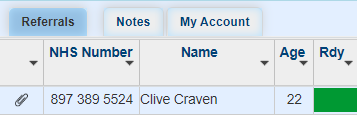 Referrals Notes My Account
NHS Number Name Age Rdy
897 389 5524 Clive Craven 22